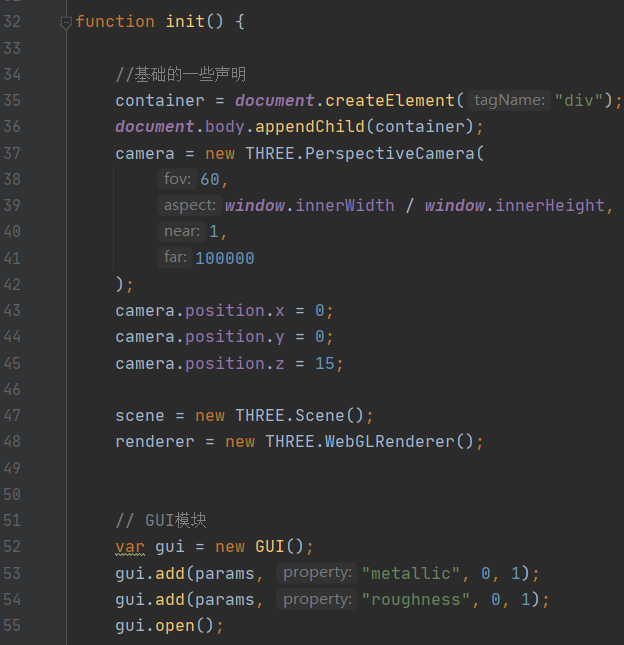 32 function init() {
33
34 //基础的一些声明
35 container = document.createElement( tagName: "div");
36 document.body.appendChild(container);
37 camera = new THREE.PerspectiveCamera(
38 fov: 60,
39 aspect: window.innerWidth / window.innerHeight,
40 near: 1,
41 far: 100000
42 );
43 camera.position.x = 0;
44 camera.position.y = 0;
45 camera.position.z = 15;
46
47 scene = new THREE.Scene();
48 renderer = new THREE.WebGLRenderer();
49
50
51 // GUI模块
52 var gui = new GUI();
53 gui.add(params, property: "metallic", 0, 1);
54 gui.add(params, property: "roughness", 0, 1);
55 gui.open();